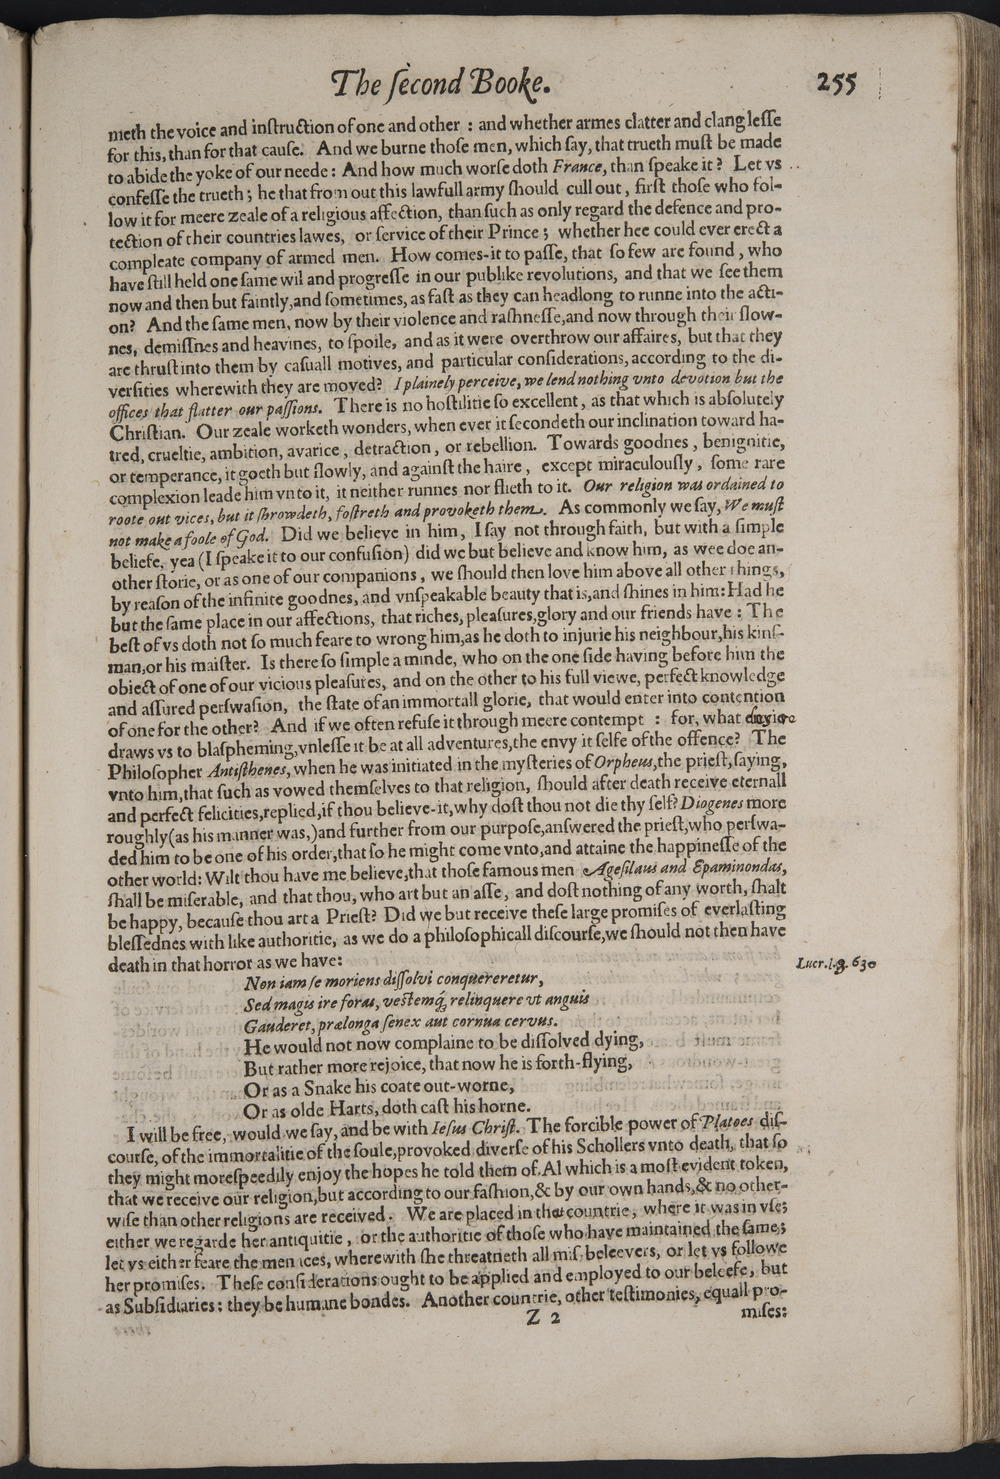 The ſecond Booke. 255
meth the voice and inſtruction of one and other : and whether armes clatter and clang leſſe
for this, than for that cauſe. And we burne thoſe men, which ſay, that trueth muſt be made
to abide the yoke of our neede : And how much worſe doth France, than ſpeake it ? Let vs
confeſſe the trueth ; he that from out this lawfull army ſhould cull out , firſt thoſe who fol-
low it for meere zeale of a religious affection, than ſuch as only regard the defence and pro-
tection of their countries lawes, or ſervice of their Prince ; whether hee could ever erect a
compleate company of armed men. How comes-it to paſſe, that ſo few are found , who
have ſtill held one ſame wil and progreſſe in our publike revolutions, and that we ſee them
now and then but faintly, and ſometimes, as faſt as they can headlong to runne into the acti-
on? And the ſame men, now by their violence and raſhneſſe, and now through their ſlow-
nes, demiſſnes and heavines, to ſpoile, and as it were overthrow our affaires, but that they
are thruſt into them by caſuall motives, and particular conſiderations, according to the di-
verſities wherewith they are moved? I plainely perceive, we lend nothing vnto devotion but the
offices that flatter our paſſions. There is no hoſtilitie ſo excellent , as that which is abſolutely
Chriſtian. Our zeale worketh wonders, when ever it ſecondeth our inclination toward ha-
tred, crueltie, ambition, avarice , detraction , or rebellion. Towards goodnes , benignitie,
or temperance, it goeth but ſlowly, and againſt the haire , except miraculouſly , ſome rare
complexion leade him vnto it, it neither runnes nor flieth to it. Our religion was ordained to
roote out vices, but it ſhrowdeth, foſtreth and provoketh them. As commonly we ſay, We muſt
not make a foole of God. Did we believe in him, I ſay not through faith, but with a ſimple
beliefe, yea (I ſpeake it to our confuſion) did we but believe and know him, as wee doe an-
other ſtorie, or as one of our companions , we ſhould then love him above all other things,
by reaſon of the infinite goodnes, and vnſpeakable beauty that is, and ſhines in him: Had he
but the ſame place in our affections, that riches, pleaſures, glory and our friends have : The
beſt of vs doth not ſo much feare to wrong him, as he doth to injurie his neighbour, his kinſ-
man, or his maiſter. Is there ſo ſimple a minde, who on the one ſide having before him the
obiect of one of our vicious pleaſures, and on the other to his full viewe, perfect knowledge
and aſſured perſwaſion, the ſtate of an immortall glorie, that would enter into contention
of one for the other? And if we often refuſe it through meere contempt : for, what
draws vs to blaſpheming, vnleſſe it be at all adventures, the envy it ſelfe of the offence? The
Philoſopher Antiſthenes, when he was initiated in the myſteries of Orpheus, the prieſt, ſaying,
vnto him, that ſuch as vowed themſelves to that religion, ſhould after death receive eternall
and perfect felicities, replied, if thou believe-it, why doſt thou not die thy ſelf? Diogenes more
roughly (as his manner was,) and further from our purpoſe, anſwered the prieſt, who perſwa-
ded him to be one of his order, that ſo he might come vnto, and attaine the happineſſe of the
other world: Wilt thou have me believe, that thoſe famous men Ageſilaus and Epaminondas,
ſhall be miſerable, and that thou, who art but an aſſe , and doſt nothing of any worth, ſhalt
be happy, becauſe thou art a Prieſt? Did we but receive theſe large promiſes of everlaſting
bleſſednes with like authoritie, as we do a philoſophicall diſcourſe, we ſhould not then have
death in that horror as we have:
Lucr. l. 3. 630
Non iam ſe moriens diſſolvi conquereretur,
Sed magis ire foras, veſtemq́; relinquere vt anguis
Gauderet, prælonga ſenex aut cornua cervus.
He would not now complaine to be diſſolved dying,
But rather more rejoice, that now he is forth-flying,
Or as a Snake his coate out-worne,
Or as olde Harts, doth caſt his horne.
I will be free, would we ſay, and be with Ieſus Chriſt. The forcible power of Platoes diſ-
courſe, of the immortalitie of the ſoule, provoked diverſe of his Schollers vnto death, that ſo
they might more ſpeedily enjoy the hopes he told them of. Al which is a moſt evident token,
that we receive our religion, but according to our faſhion, & by our own hands, & no other-
wiſe than other religions are received. We are placed in that countrie, where it was in vſe;
either we regarde her antiquitie , or the authoritie of thoſe who have maintained the ſame;
let vs either feare the menaces, wherewith ſhe threatneth all miſ-beleevers, or let vs followe
her promiſes. Theſe conſiderations ought to be applied and employed to our beleefe, but
as Subſidiaries : they be humane bondes. Another countrie, other teſtimonies, equall pro-
Z 2 miſes: